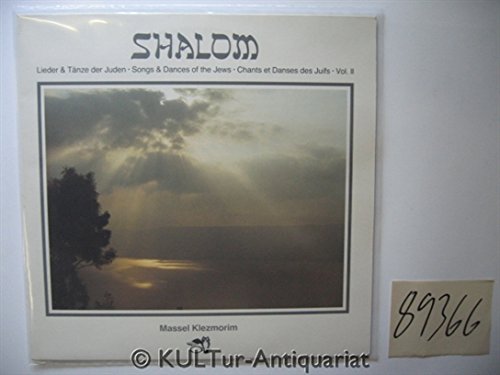 SHALOM
Lieder & Tänze der Juden · Songs & Dances of the Jews · Chants et Danses des Juifs · Vol. II
Massel Klezmorim
89366
© KULTur-Antiquariat